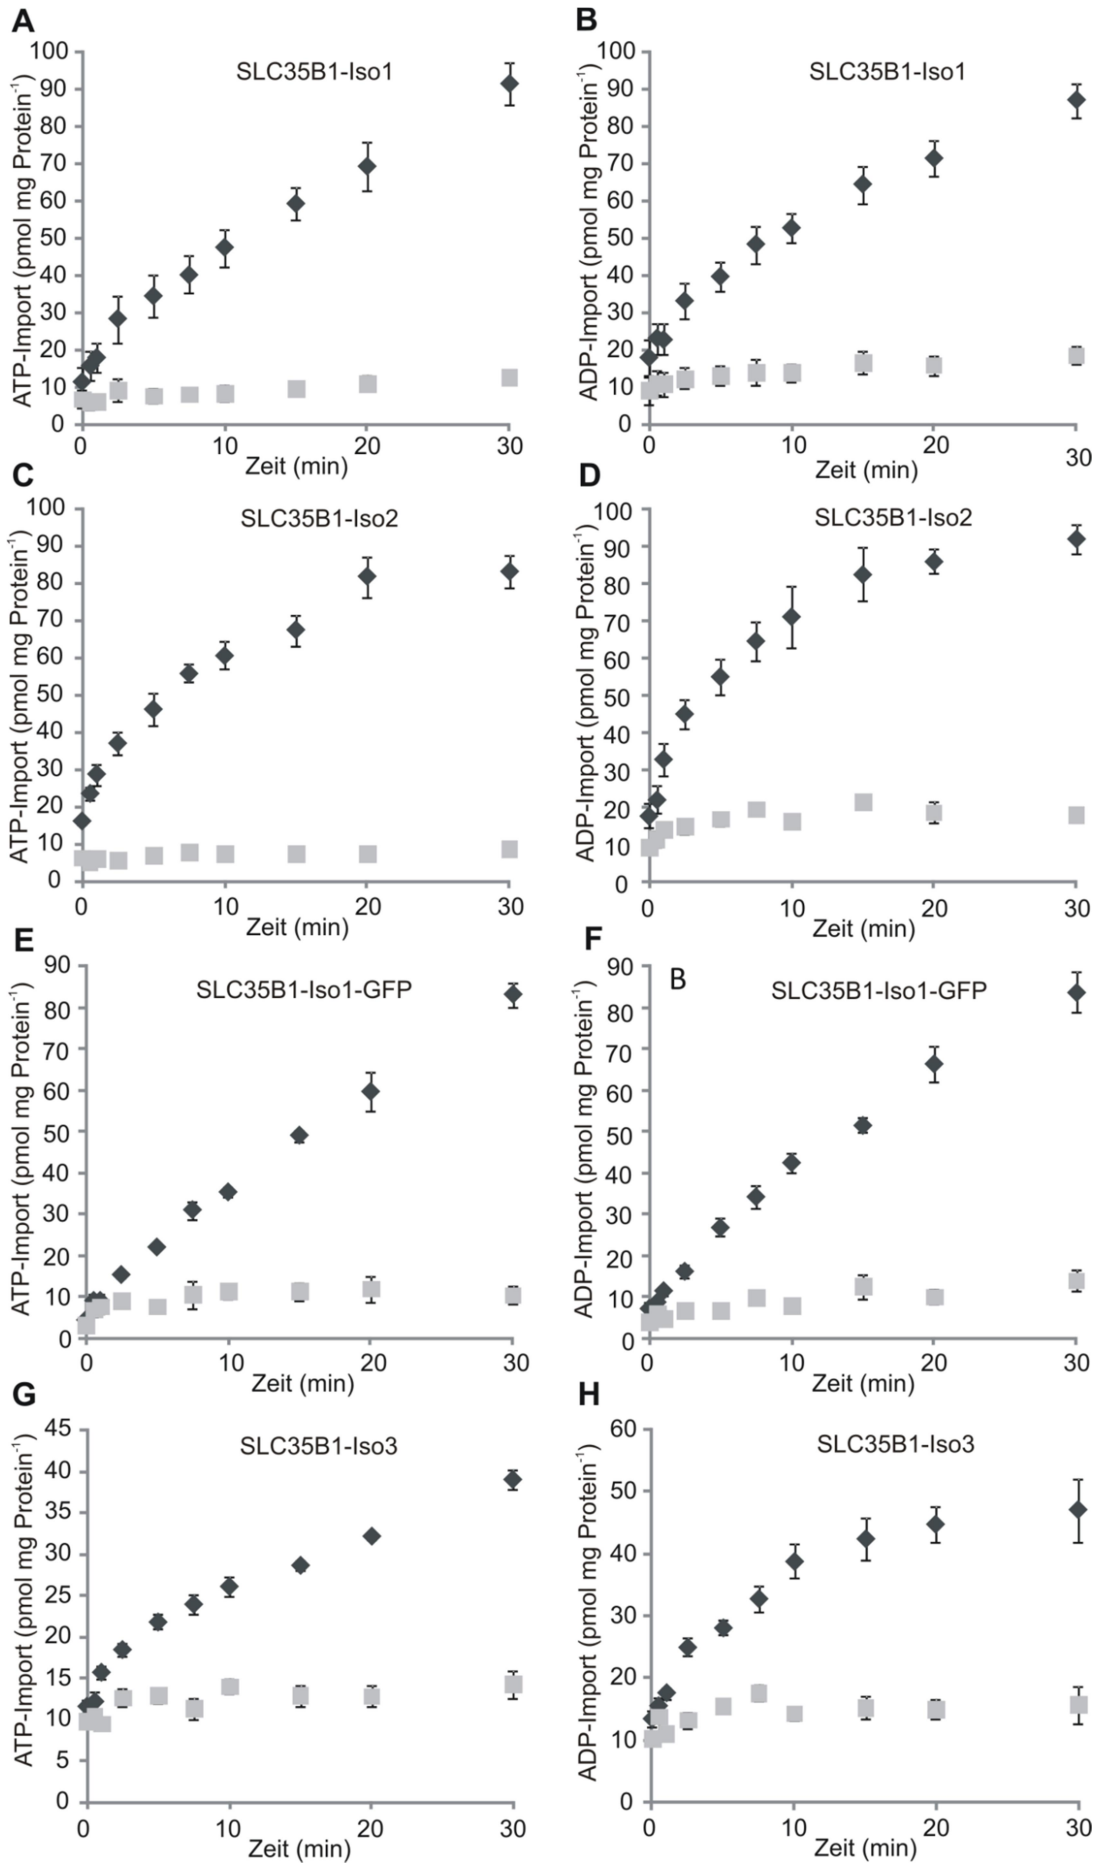 A
SLC35B1-Iso1
ATP-Import (pmol mg Protein⁻¹)
100
90
80
70
60
50
40
30
20
10
0
0 10 20 30
Zeit (min)
B
SLC35B1-Iso1
ADP-Import (pmol mg Protein⁻¹)
100
90
80
70
60
50
40
30
20
10
0
0 10 20 30
Zeit (min)
C
SLC35B1-Iso2
ATP-Import (pmol mg Protein⁻¹)
100
90
80
70
60
50
40
30
20
10
0
0 10 20 30
Zeit (min)
D
SLC35B1-Iso2
ADP-Import (pmol mg Protein⁻¹)
100
90
80
70
60
50
40
30
20
10
0
0 10 20 30
Zeit (min)
E
SLC35B1-Iso1-GFP
ATP-Import (pmol mg Protein⁻¹)
90
80
70
60
50
40
30
20
10
0
0 10 20 30
Zeit (min)
F
B
SLC35B1-Iso1-GFP
ADP-Import (pmol mg Protein⁻¹)
90
80
70
60
50
40
30
20
10
0
0 10 20 30
Zeit (min)
G
SLC35B1-Iso3
ATP-Import (pmol mg Protein⁻¹)
45
40
35
30
25
20
15
10
5
0
0 10 20 30
Zeit (min)
H
SLC35B1-Iso3
ADP-Import (pmol mg Protein⁻¹)
60
50
40
30
20
10
0
0 10 20 30
Zeit (min)